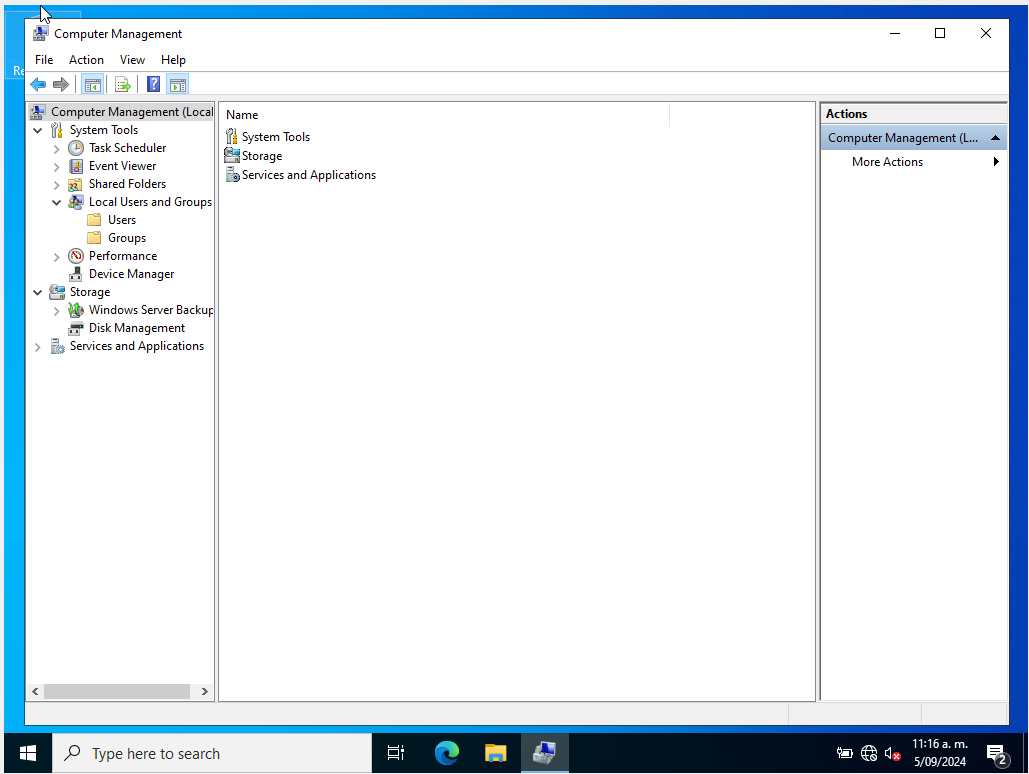 Re
Computer Management
File Action View Help
Computer Management (Local
System Tools
Task Scheduler
Event Viewer
Shared Folders
Local Users and Groups
Users
Groups
Performance
Device Manager
Storage
Windows Server Backup
Disk Management
Services and Applications
Name
System Tools
Storage
Services and Applications
Actions
Computer Management (L...
More Actions
Type here to search
11:16 a. m.
5/09/2024
2